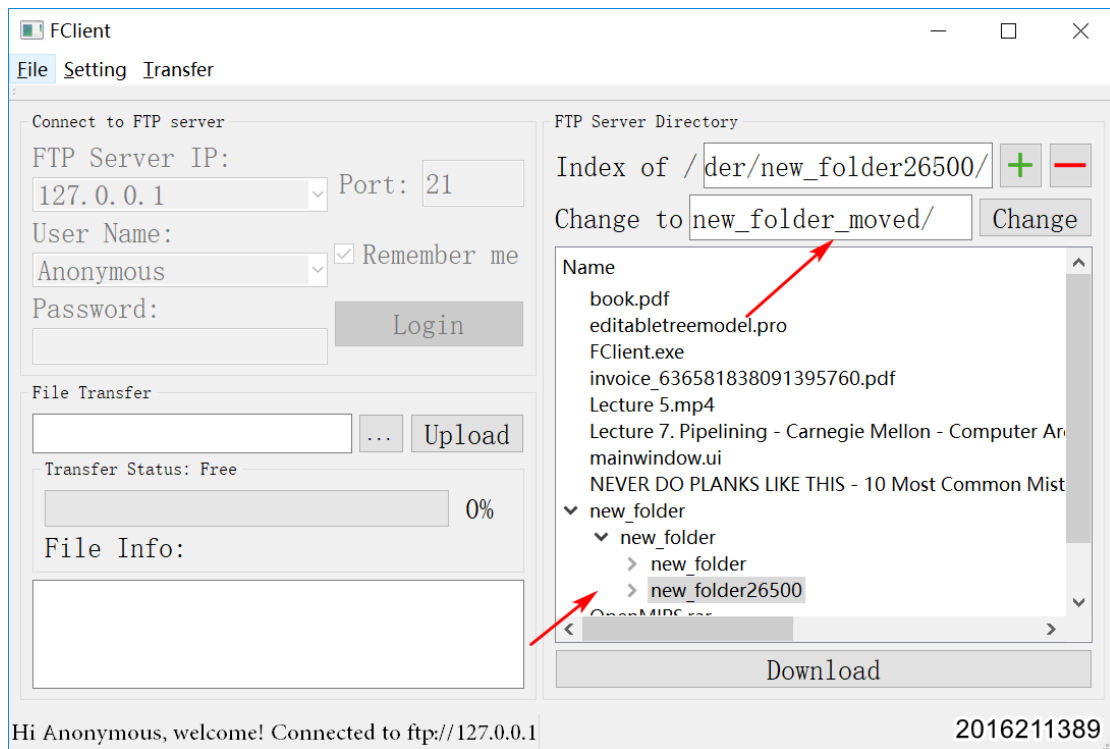 FClient
File Setting Transfer
Connect to FTP server
FTP Server IP:
127.0.0.1
Port: 21
User Name:
Anonymous
Remember me
Password:
Login
File Transfer
... Upload
Transfer Status: Free
0%
File Info:
FTP Server Directory
Index of / der/new_folder26500/
Change to new_folder_moved/ Change
Name
book.pdf
editabletreemodel.pro
FClient.exe
invoice_636581838091395760.pdf
Lecture 5.mp4
Lecture 7. Pipelining - Carnegie Mellon - Computer Ar
mainwindow.ui
NEVER DO PLANKS LIKE THIS - 10 Most Common Mist
new_folder
new_folder
new_folder
new_folder26500
OpenMIPS.rar
Download
Hi Anonymous, welcome! Connected to ftp://127.0.0.1
2016211389